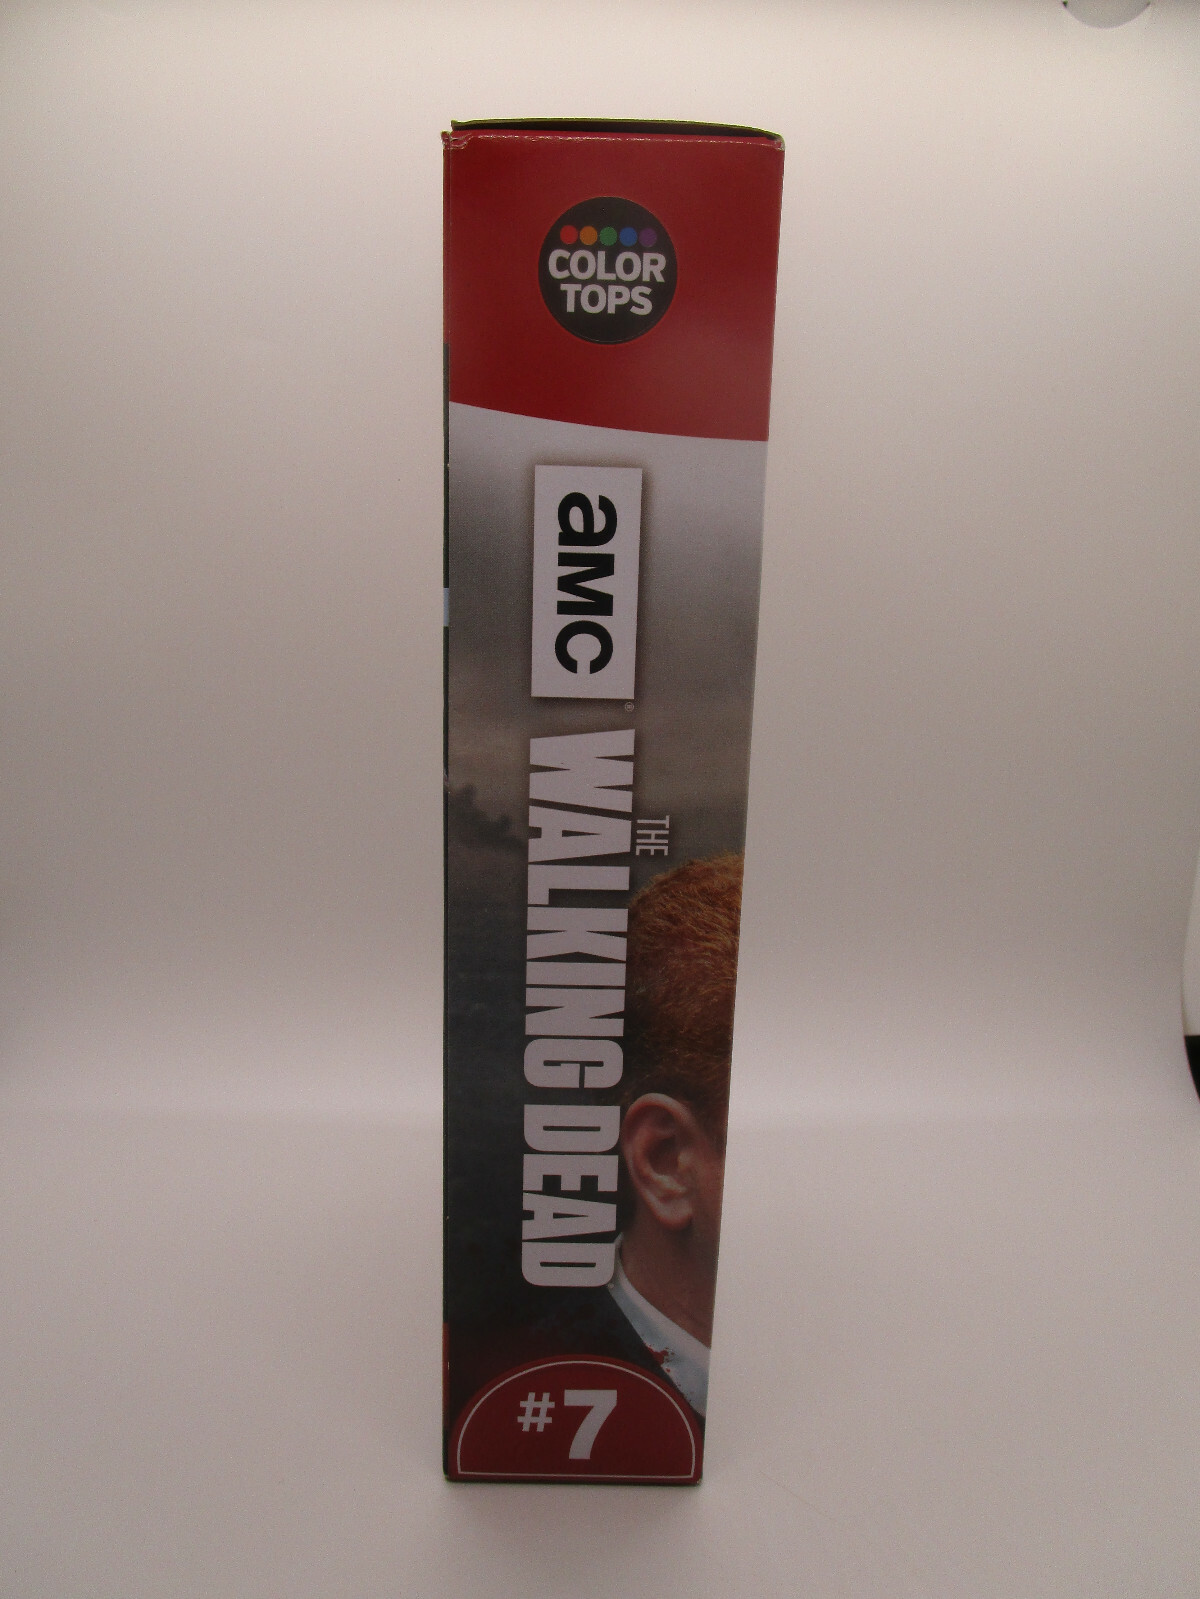 COLOR
TOPS
aMC®
THE
WALKING DEAD
#7